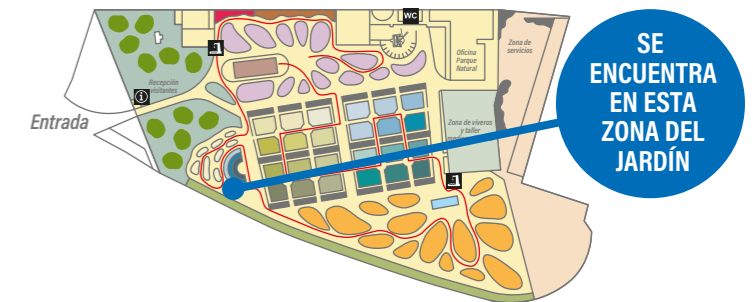 WC
Oficina
Parque
Natural
Zona de
servicios
Recepción
visitantes
i
Entrada
Zona de viveros
y taller
SE
ENCUENTRA
EN ESTA
ZONA DEL
JARDÍN